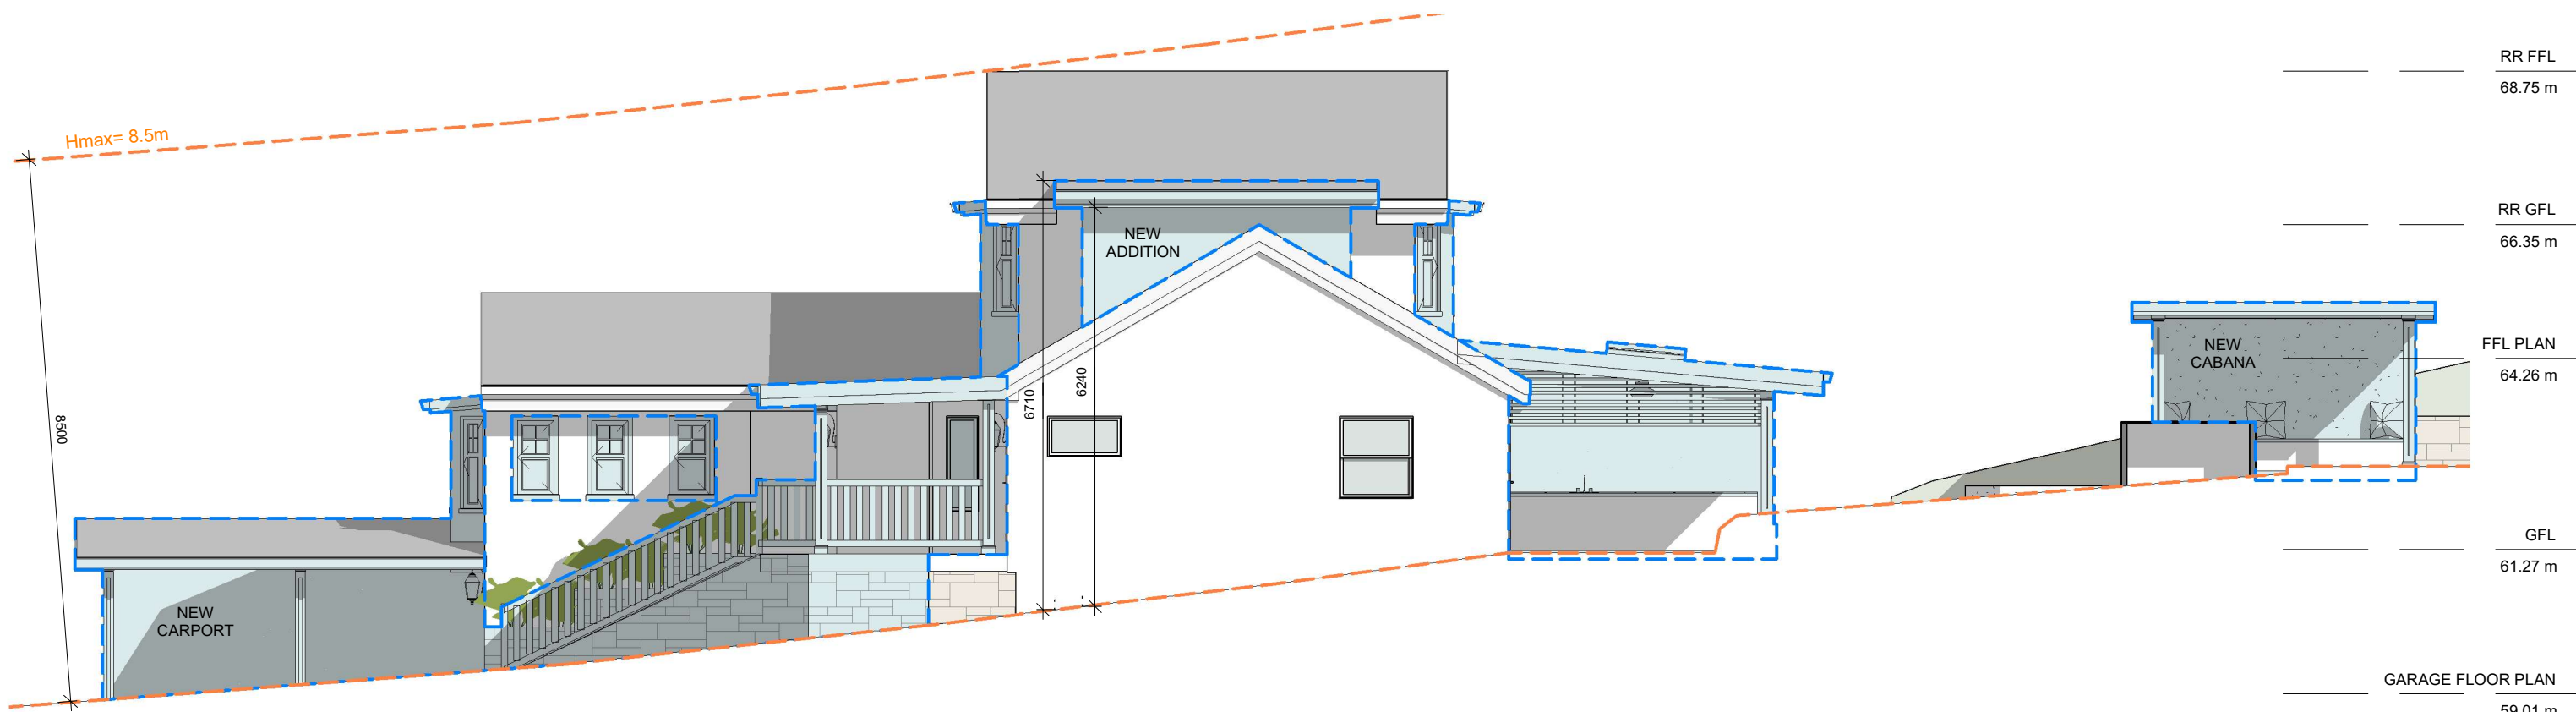 RR FFL
68.75 m
Hmax= 8.5m
RR GFL
66.35 m
NEW
ADDITION
FFL PLAN
64.26 m
NEW
CABANA
6710
6240
8500
GFL
61.27 m
NEW
CARPORT
GARAGE FLOOR PLAN
59.01 m